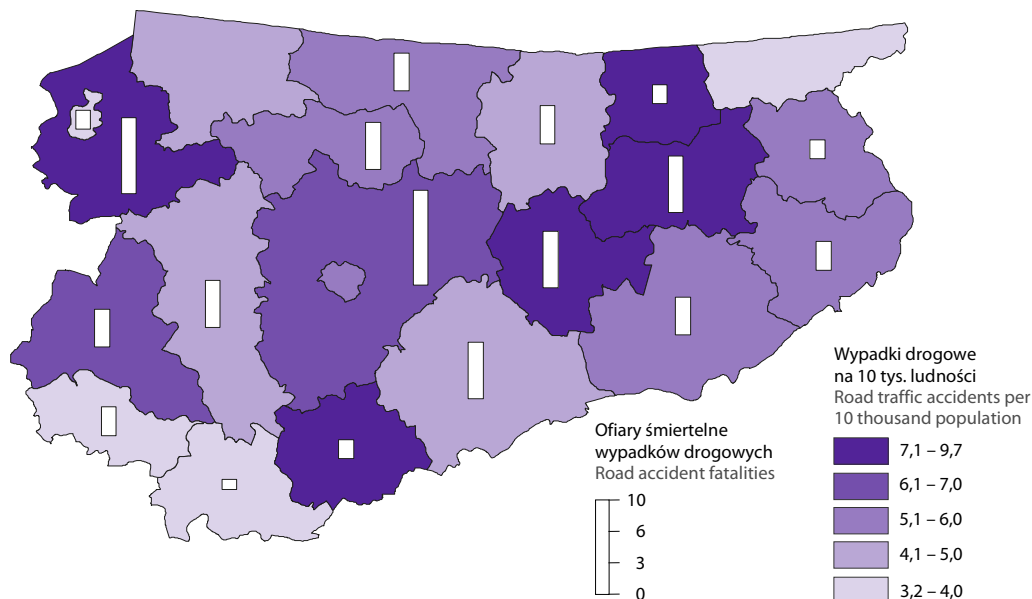 Ofiary śmiertelne
wypadków drogowych
Road accident fatalities
10
6
3
0
Wypadki drogowe
na 10 tys. ludności
Road traffic accidents per
10 thousand population
7,1 – 9,7
6,1 – 7,0
5,1 – 6,0
4,1 – 5,0
3,2 – 4,0